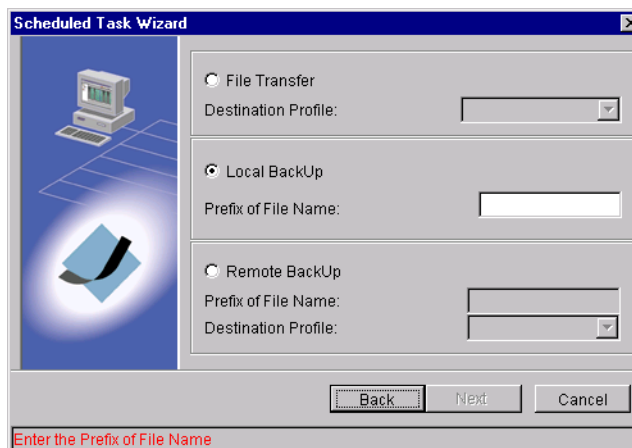 Scheduled Task Wizard
File Transfer
Destination Profile:
Local BackUp
Prefix of File Name:
Remote BackUp
Prefix of File Name:
Destination Profile:
Back Next Cancel
Enter the Prefix of File Name